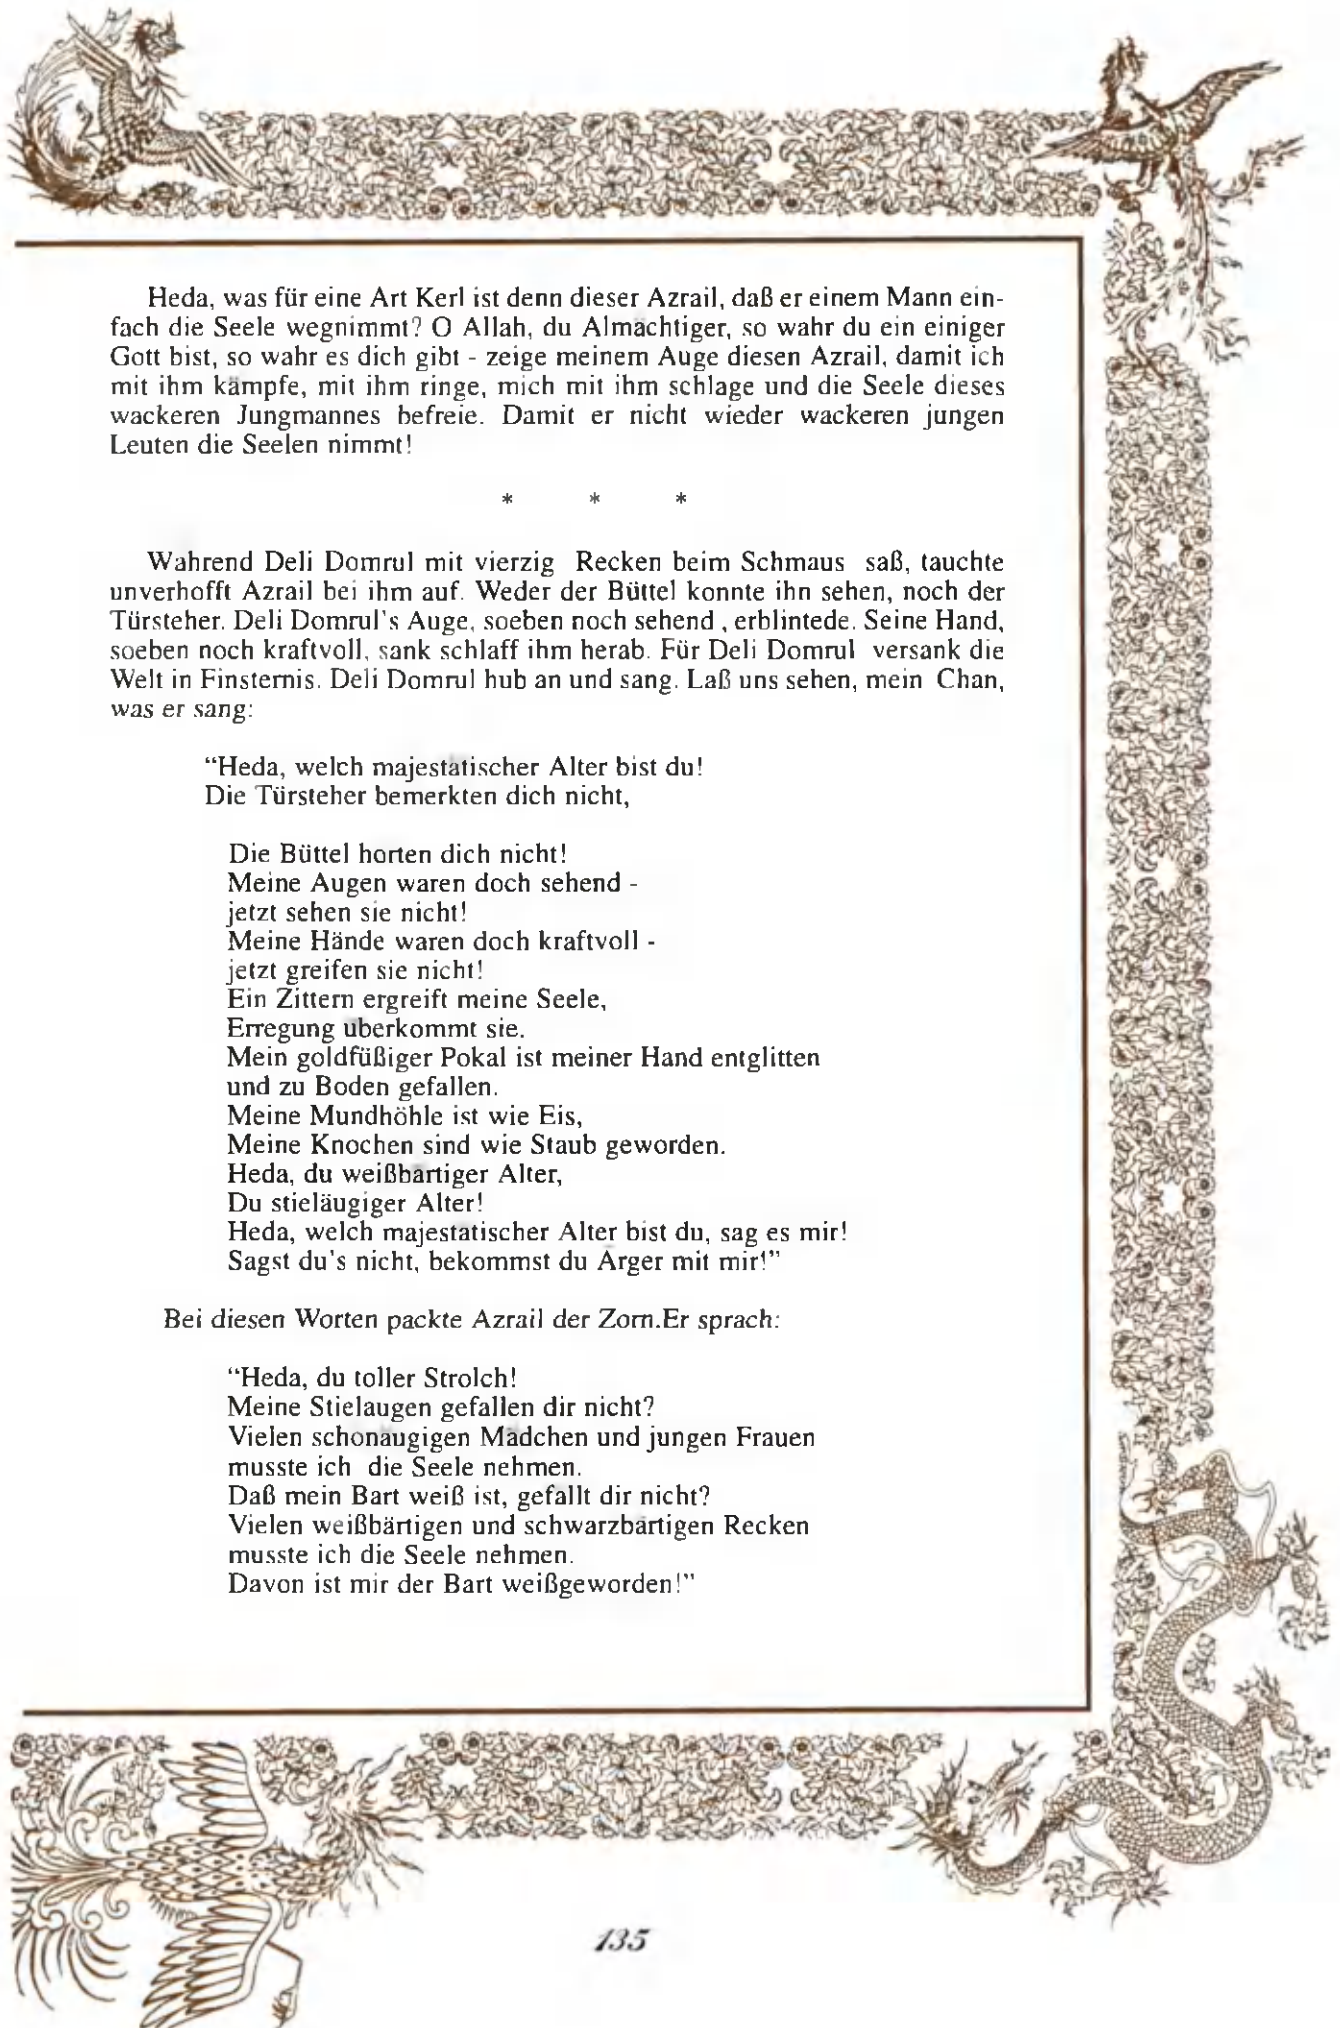 Heda, was für eine Art Kerl ist denn dieser Azrail, daß er einem Mann ein-
fach die Seele wegnimmt? O Allah, du Almächtiger, so wahr du ein einiger
Gott bist, so wahr es dich gibt - zeige meinem Auge diesen Azrail, damit ich
mit ihm kämpfe, mit ihm ringe, mich mit ihm schlage und die Seele dieses
wackeren Jungmannes befreie. Damit er nicht wieder wackeren jungen
Leuten die Seelen nimmt!
* * *
Wahrend Deli Domrul mit vierzig Recken beim Schmaus saß, tauchte
unverhofft Azrail bei ihm auf. Weder der Büttel konnte ihn sehen, noch der
Türsteher. Deli Domrul's Auge, soeben noch sehend , erblintede. Seine Hand,
soeben noch kraftvoll, sank schlaff ihm herab. Für Deli Domrul versank die
Welt in Finsternis. Deli Domrul hub an und sang. Laß uns sehen, mein Chan,
was er sang:
“Heda, welch majestatischer Alter bist du!
Die Türsteher bemerkten dich nicht,
Die Büttel horten dich nicht!
Meine Augen waren doch sehend -
jetzt sehen sie nicht!
Meine Hände waren doch kraftvoll -
jetzt greifen sie nicht!
Ein Zittern ergreift meine Seele,
Erregung uberkommt sie.
Mein goldfüßiger Pokal ist meiner Hand entglitten
und zu Boden gefallen.
Meine Mundhöhle ist wie Eis,
Meine Knochen sind wie Staub geworden.
Heda, du weißbartiger Alter,
Du stieläugiger Alter!
Heda, welch majestatischer Alter bist du, sag es mir!
Sagst du's nicht, bekommst du Ärger mit mir!”
Bei diesen Worten packte Azrail der Zorn.Er sprach:
“Heda, du toller Strolch!
Meine Stielaugen gefallen dir nicht?
Vielen schonaugigen Mädchen und jungen Frauen
musste ich die Seele nehmen.
Daß mein Bart weiß ist, gefallt dir nicht?
Vielen weißbärtigen und schwarzbärtigen Recken
musste ich die Seele nehmen.
Davon ist mir der Bart weißgeworden!”
135